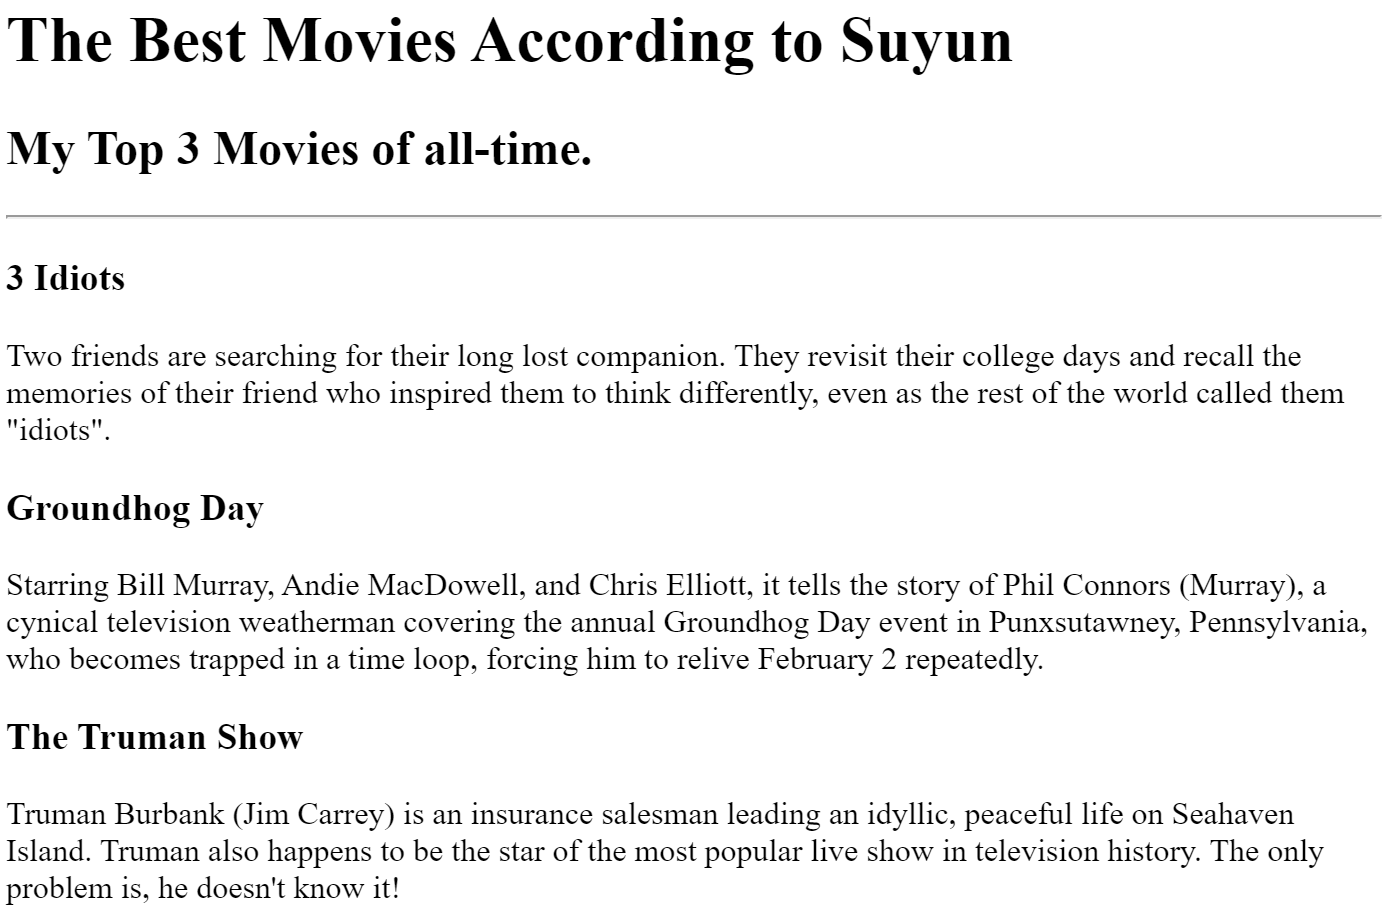 The Best Movies According to Suyun
My Top 3 Movies of all-time.
3 Idiots
Two friends are searching for their long lost companion. They revisit their college days and recall the
memories of their friend who inspired them to think differently, even as the rest of the world called them
"idiots".
Groundhog Day
Starring Bill Murray, Andie MacDowell, and Chris Elliott, it tells the story of Phil Connors (Murray), a
cynical television weatherman covering the annual Groundhog Day event in Punxsutawney, Pennsylvania,
who becomes trapped in a time loop, forcing him to relive February 2 repeatedly.
The Truman Show
Truman Burbank (Jim Carrey) is an insurance salesman leading an idyllic, peaceful life on Seahaven
Island. Truman also happens to be the star of the most popular live show in television history. The only
problem is, he doesn't know it!